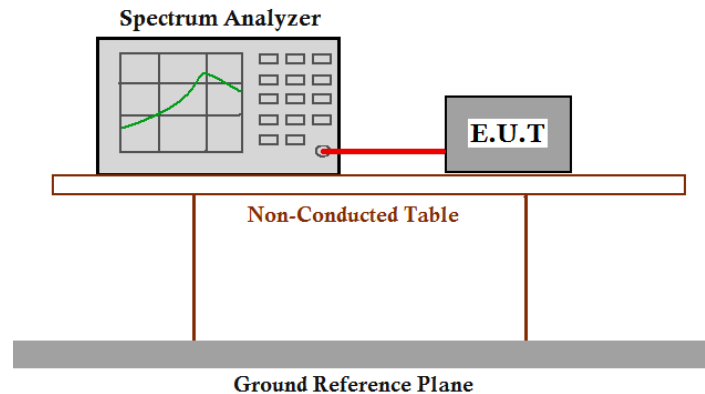 Spectrum Analyzer
E.U.T
Non-Conducted Table
Ground Reference Plane